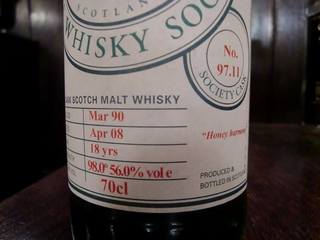 SCOTLAND
WHISKY SOC
No.
97.11
SOCIETY CASK
SCOTCH MALT WHISKY
Mar 90
Apr 08
18 yrs
98.0° 56.0% vol e
70cl
"Honey
PRODUCED &
BOTTLED IN SCOTLAND